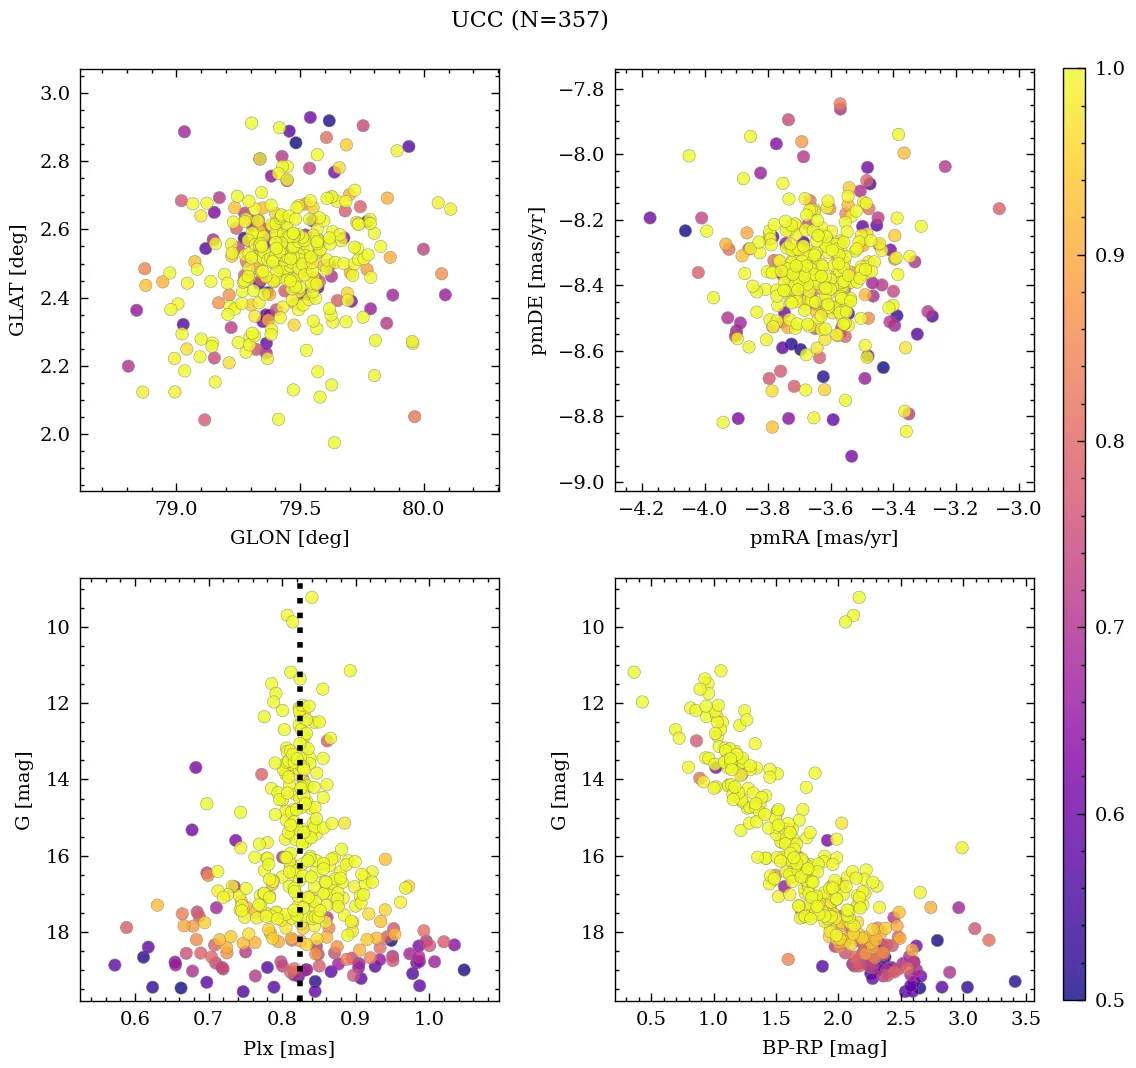 UCC (N=357)
3.0
2.8
2.6
2.4
2.2
2.0
GLAT [deg]
79.0 79.5 80.0
GLON [deg]
−7.8
−8.0
−8.2
−8.4
−8.6
−8.8
−9.0
pmDE [mas/yr]
−4.2 −4.0 −3.8 −3.6 −3.4 −3.2 −3.0
pmRA [mas/yr]
10
12
14
16
18
G [mag]
0.6 0.7 0.8 0.9 1.0
Plx [mas]
10
12
14
16
18
G [mag]
0.5 1.0 1.5 2.0 2.5 3.0 3.5
BP-RP [mag]
1.0
0.9
0.8
0.7
0.6
0.5